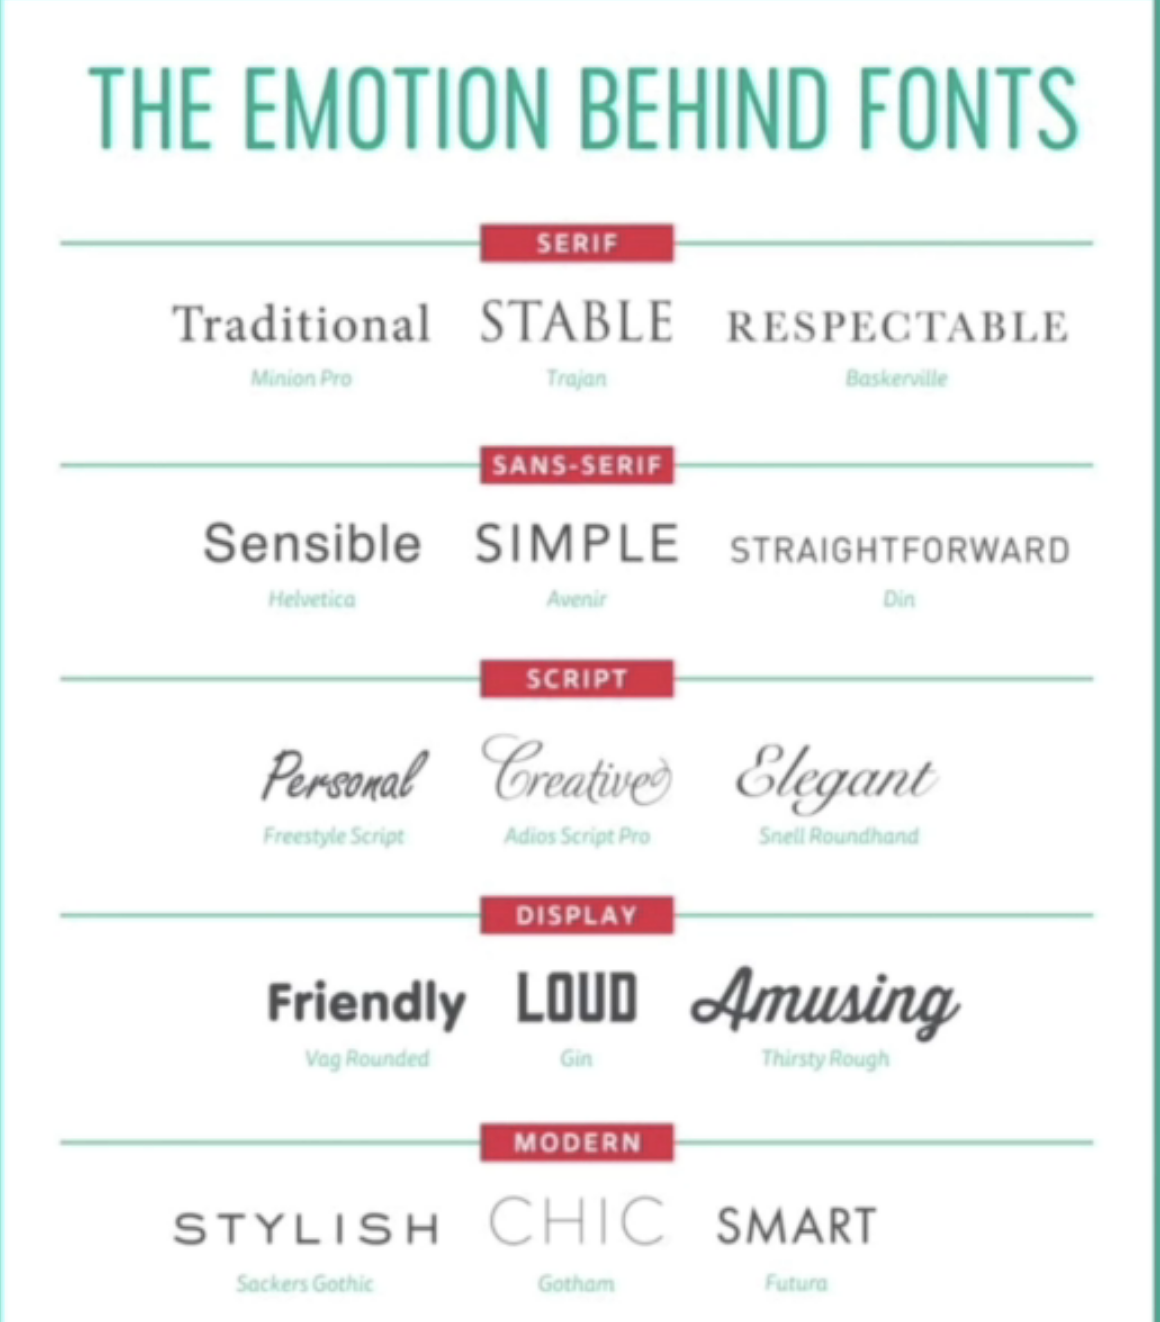 THE EMOTION BEHIND FONTS
SERIF
Traditional STABLE RESPECTABLE
Minion Pro Trajan Baskerville
SANS-SERIF
Sensible SIMPLE STRAIGHTFORWARD
Helvetica Avenir Din
SCRIPT
Personal Creative Elegant
Freestyle Script Adios Script Pro Snell Roundhand
DISPLAY
Friendly LOUD Amusing
Vag Rounded Gin Thirsty Rough
MODERN
STYLISH CHIC SMART
Sackers Gothic Gotham Futura